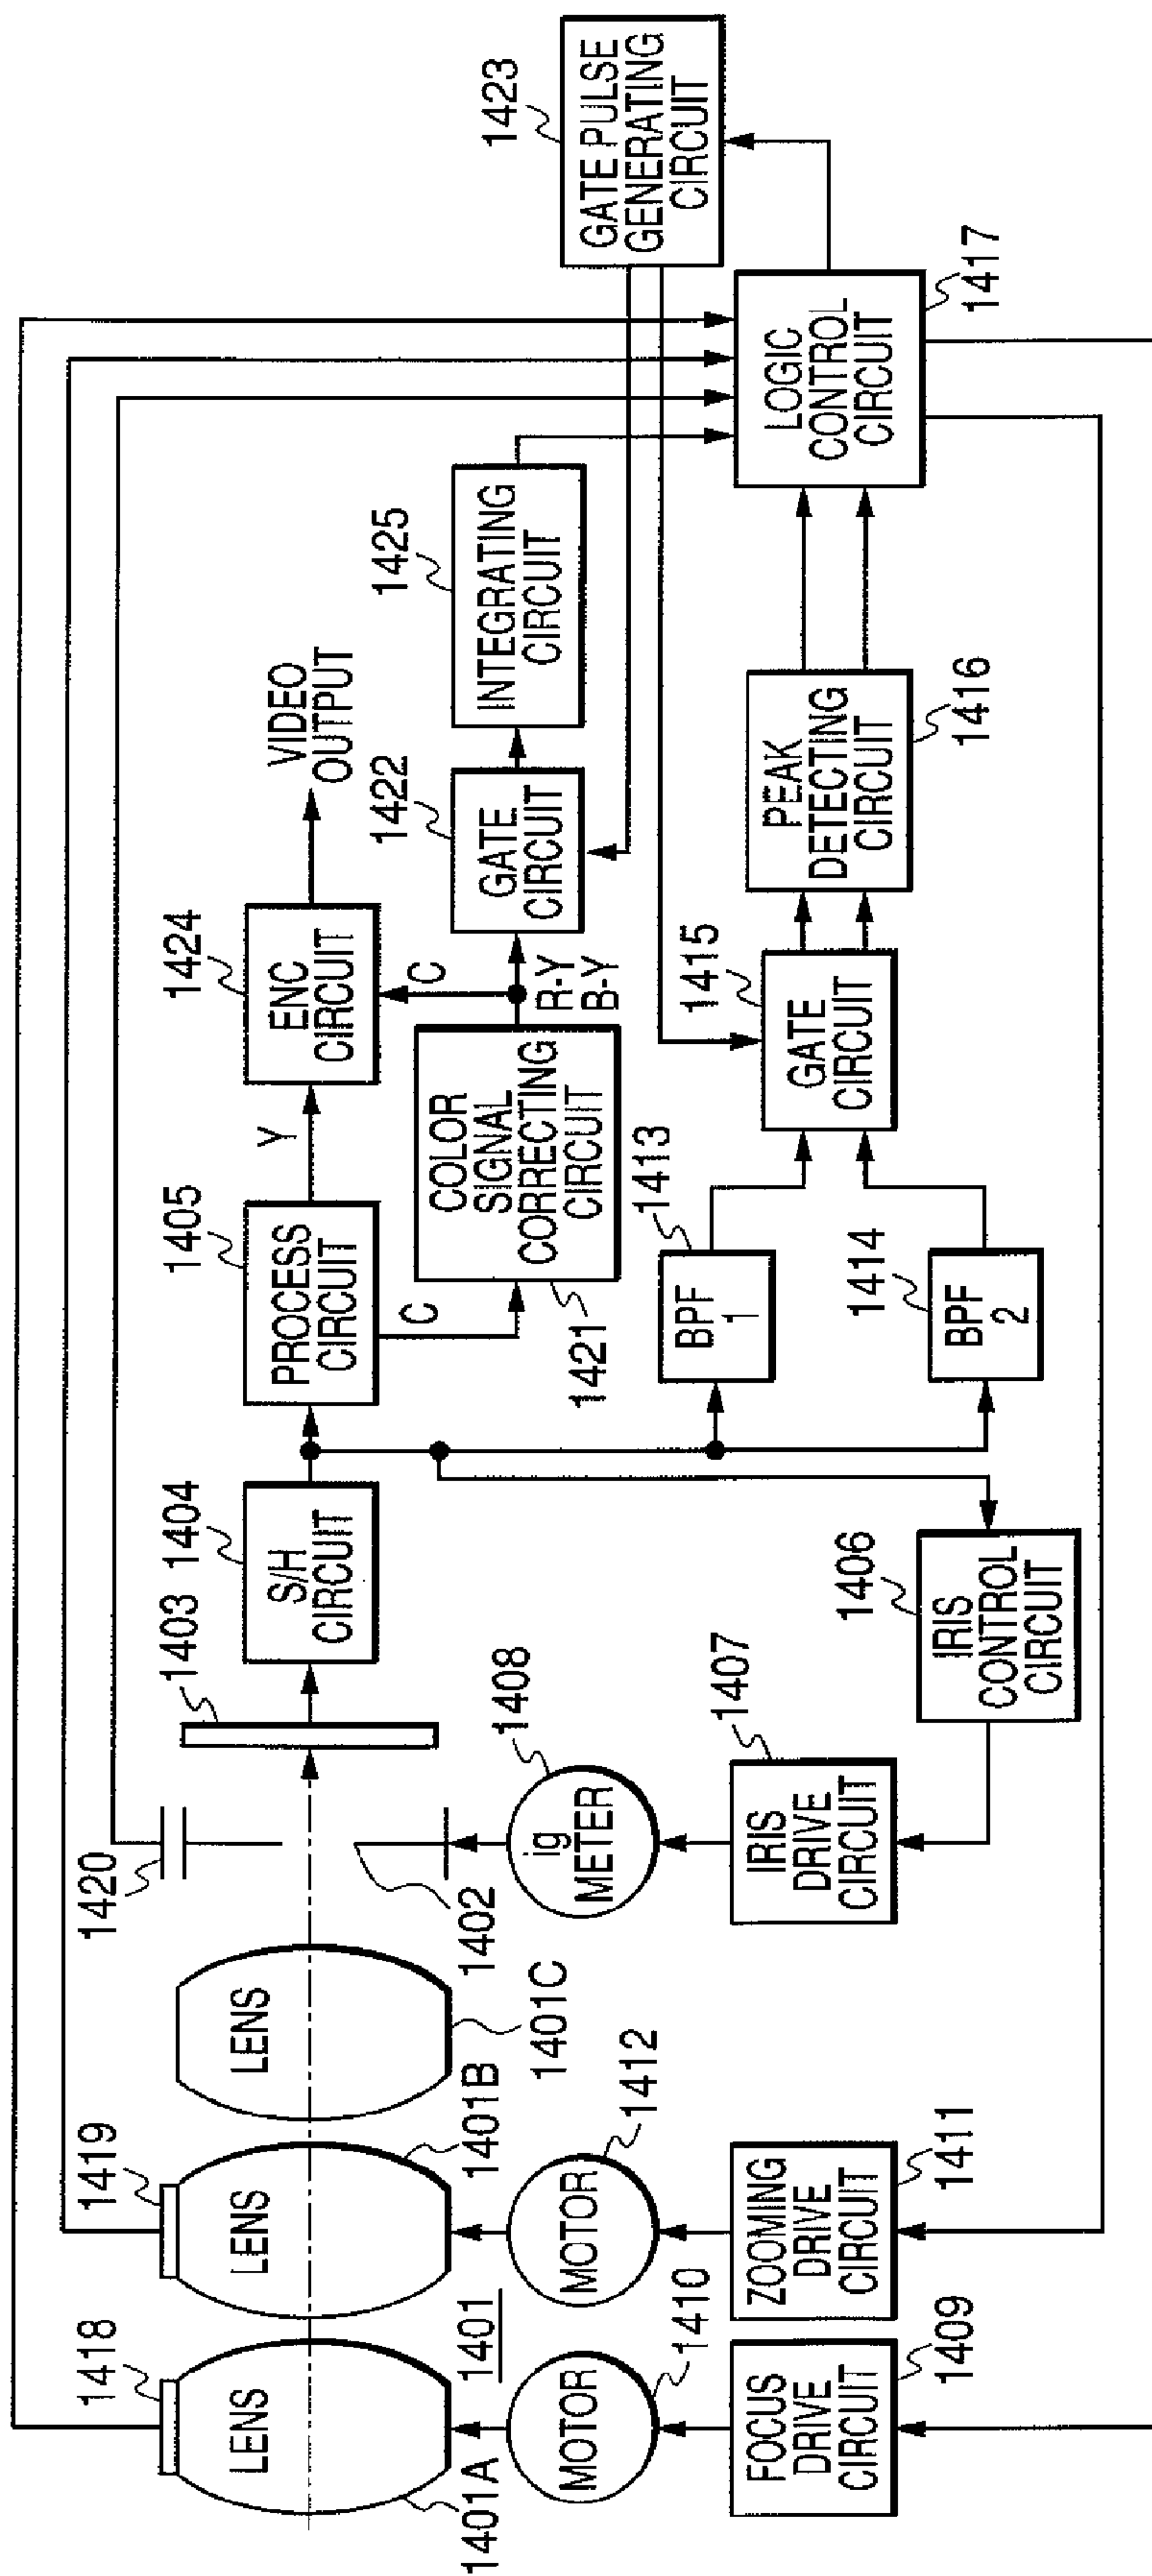 1418
1419
1420
1403
1404
1405
1424
1423
LENS
LENS
LENS
S/H
CIRCUIT
PROCESS
CIRCUIT
Y
ENC
CIRCUIT
VIDEO
OUTPUT
GATE PULSE
GENERATING
CIRCUIT
C
C
1422
1425
1401A
1401
1401B
1401C
1402
1421
COLOR
SIGNAL
CORRECTING
CIRCUIT
R-Y
B-Y
GATE
CIRCUIT
INTEGRATING
CIRCUIT
MOTOR
1410
MOTOR
1412
ig
METER
1408
1413
BPF
1
1415
FOCUS
DRIVE
CIRCUIT
1409
ZOOMING
DRIVE
CIRCUIT
1411
IRIS
DRIVE
CIRCUIT
1407
1406
IRIS
CONTROL
CIRCUIT
1414
BPF
2
GATE
CIRCUIT
PEAK
DETECTING
CIRCUIT
1416
LOGIC
CONTROL
CIRCUIT
1417